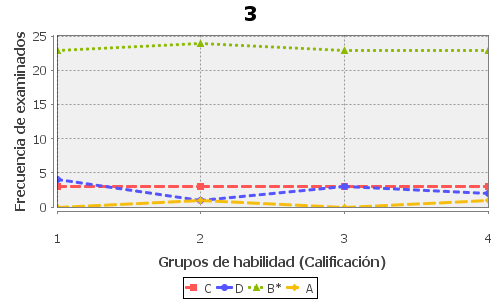 3
Frecuencia de examinados
25
20
15
10
5
0
1 2 3 4
Grupos de habilidad (Calificación)
C D B* A